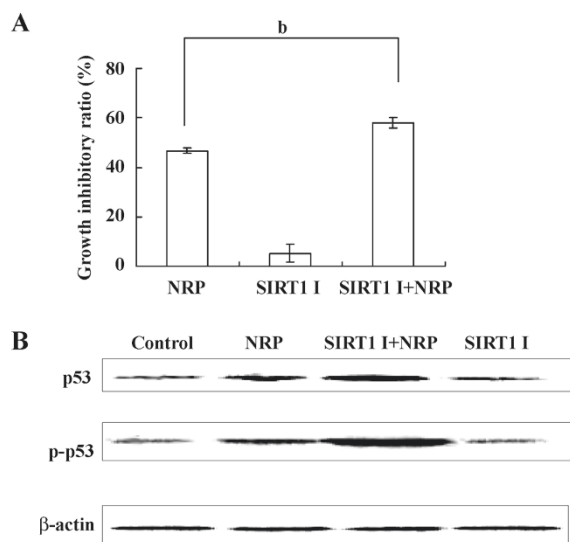 A
b
Growth inhibitory ratio (%)
80
60
40
20
0
NRP SIRT1 I SIRT1 I+NRP
B
Control NRP SIRT1 I+NRP SIRT1 I
p53
p-p53
β-actin